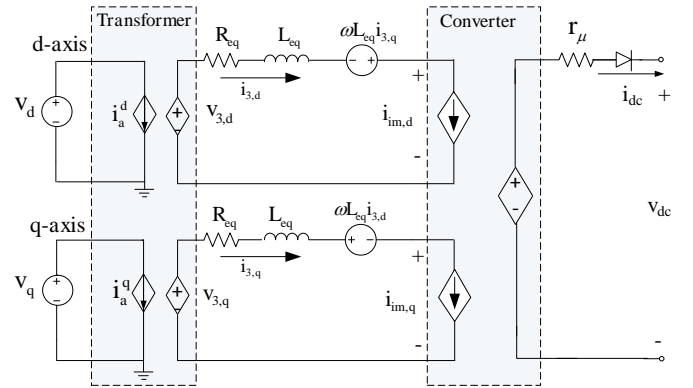 Transformer
Converter
d-axis
R_eq
L_eq
ωL_eq i_3,q
r_μ
- +
+
i_3,d
i_dc
+
v_d
+
-
i_a^d
+
-
v_3,d
i_im,d
-
+
-
v_dc
q-axis
R_eq
L_eq
ωL_eq i_3,d
+ -
+
i_3,q
v_q
+
-
i_a^q
+
-
v_3,q
i_im,q
-
-